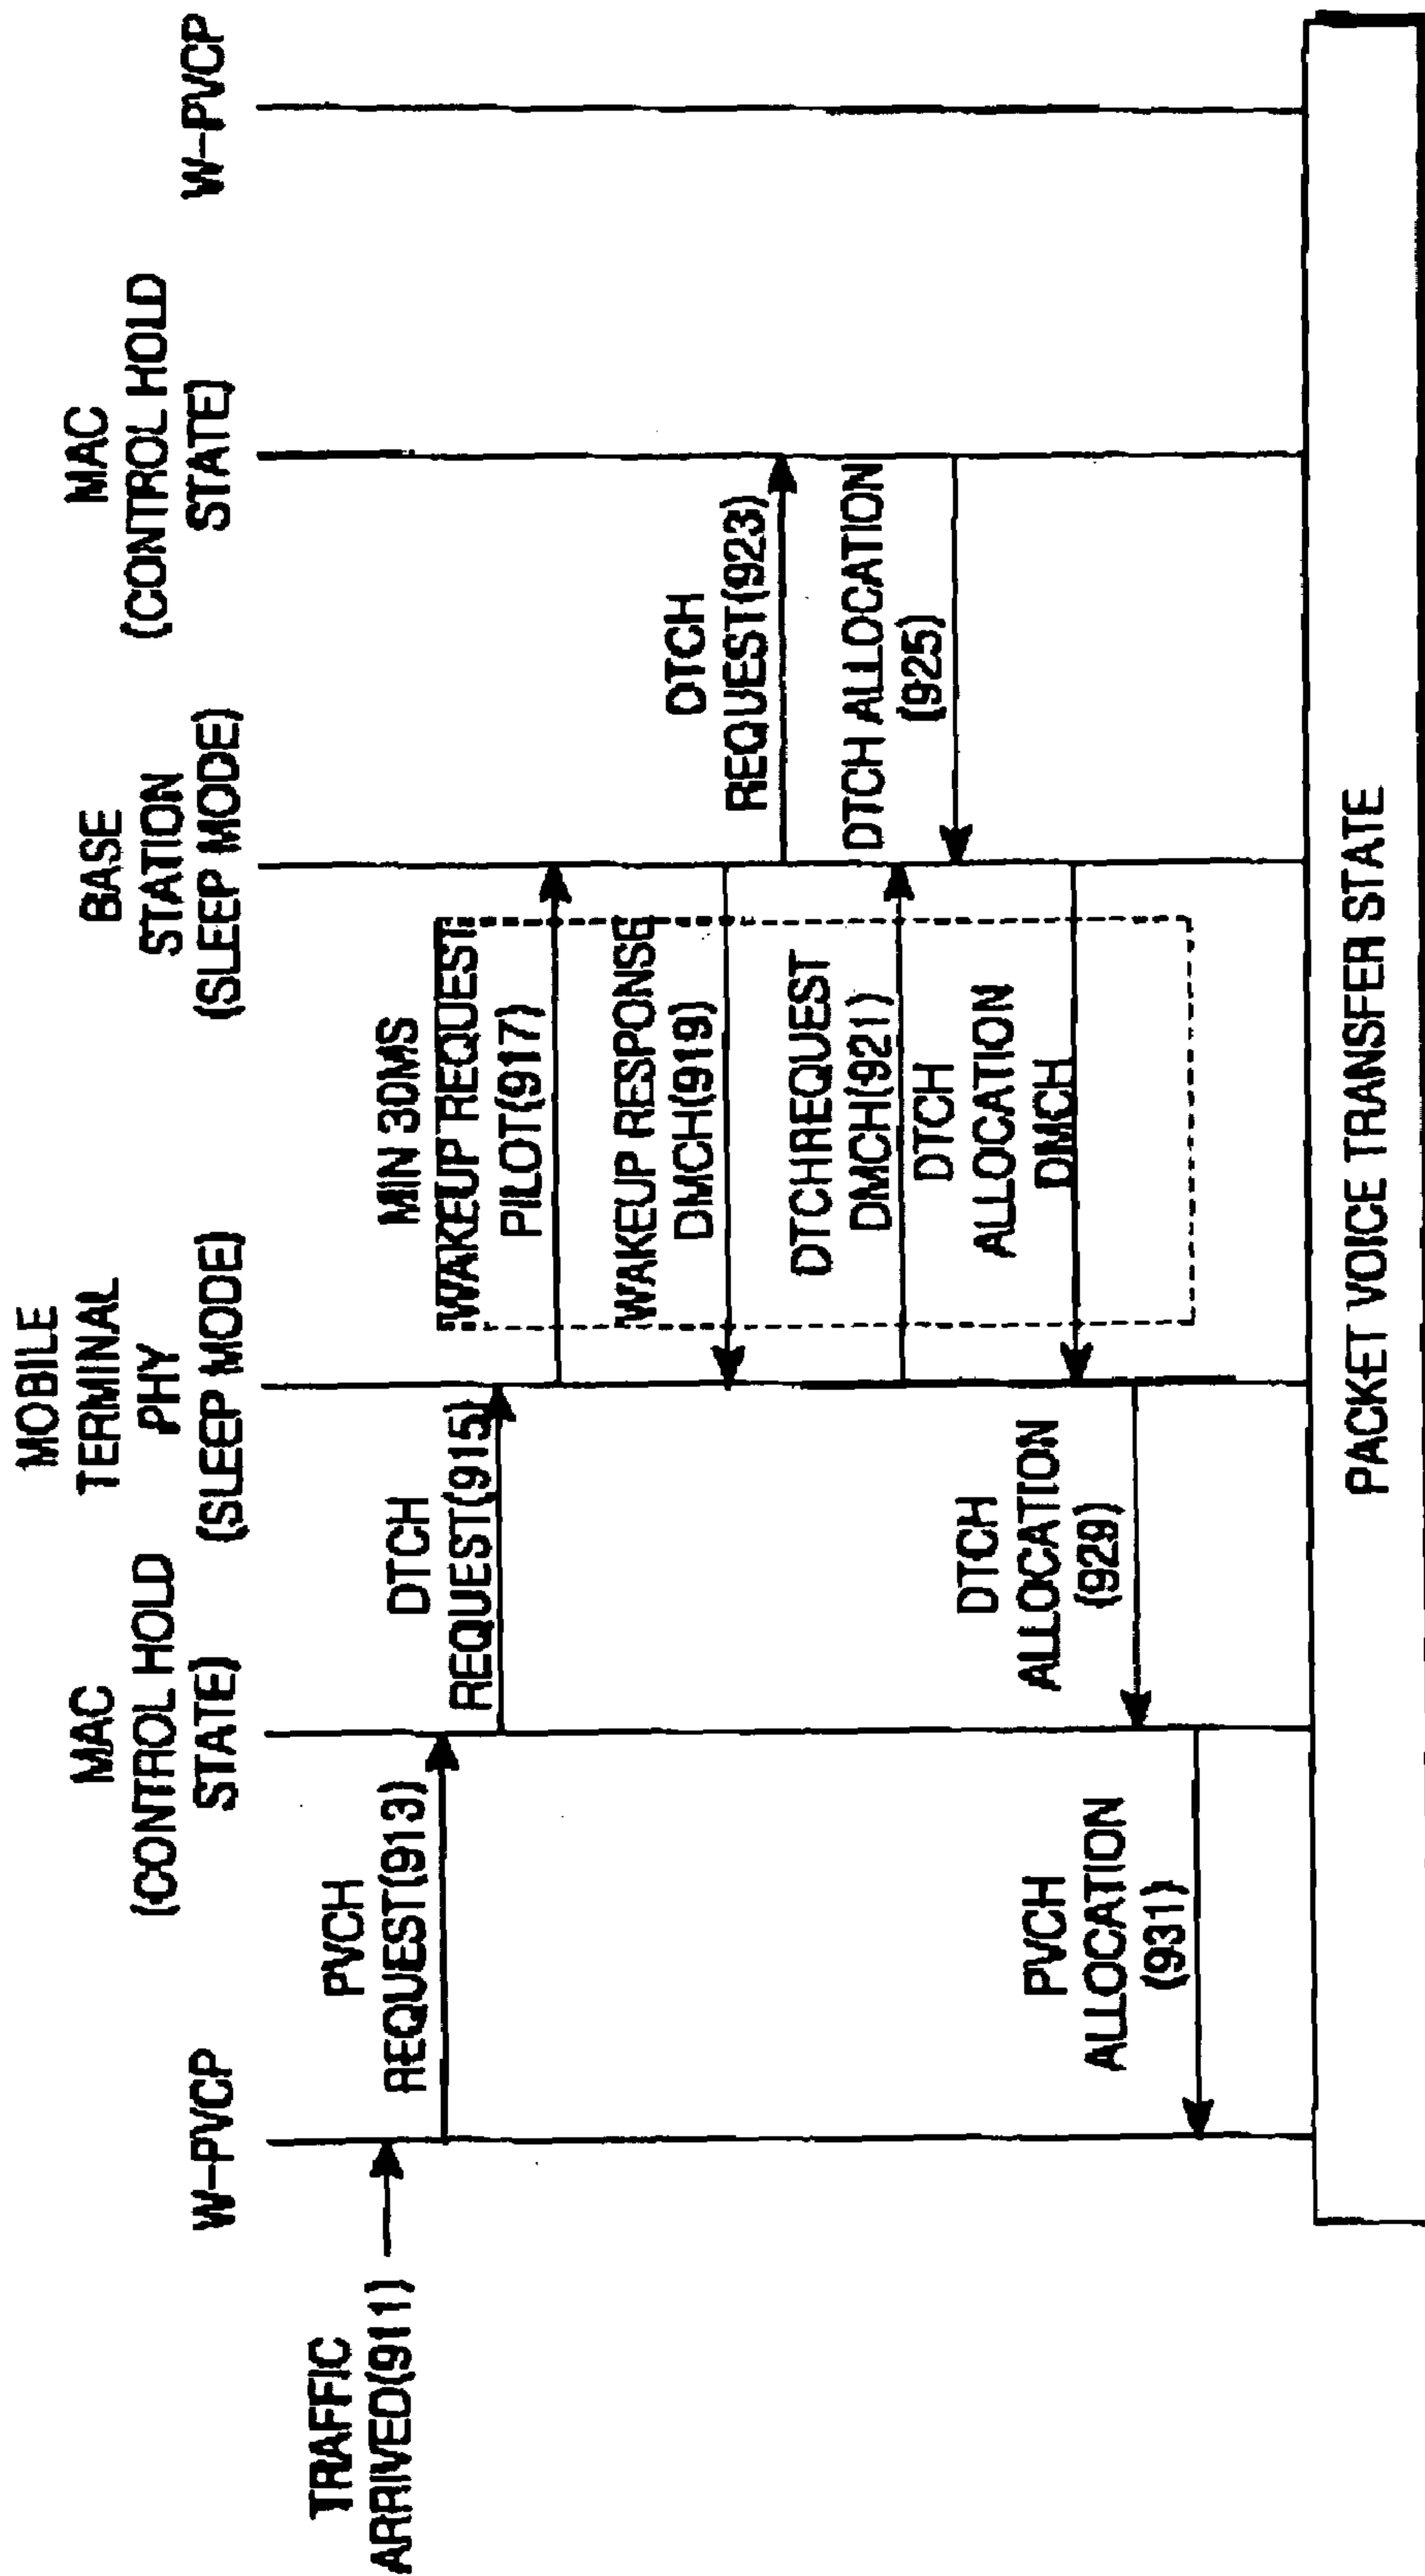 W-PVCP
MAC
(CONTROL HOLD
STATE)
MOBILE
TERMINAL
PHY
(SLEEP MODE)
BASE
STATION
(SLEEP MODE)
MAC
(CONTROL HOLD
STATE)
W-PVCP
TRAFFIC
ARRIVED(911)
PVCH
REQUEST(913)
DTCH
REQUEST(915)
MIN 3DMS
WAKEUP REQUEST
PILOT(917)
WAKEUP RESPONSE
DMCH(919)
DTCHREQUEST
DMCH(921)
DTCH
REQUEST(923)
DTCH ALLOCATION
(925)
DTCH
ALLOCATION
DMCH
DTCH
ALLOCATION
(929)
PVCH
ALLOCATION
(931)
PACKET VOICE TRANSFER STATE